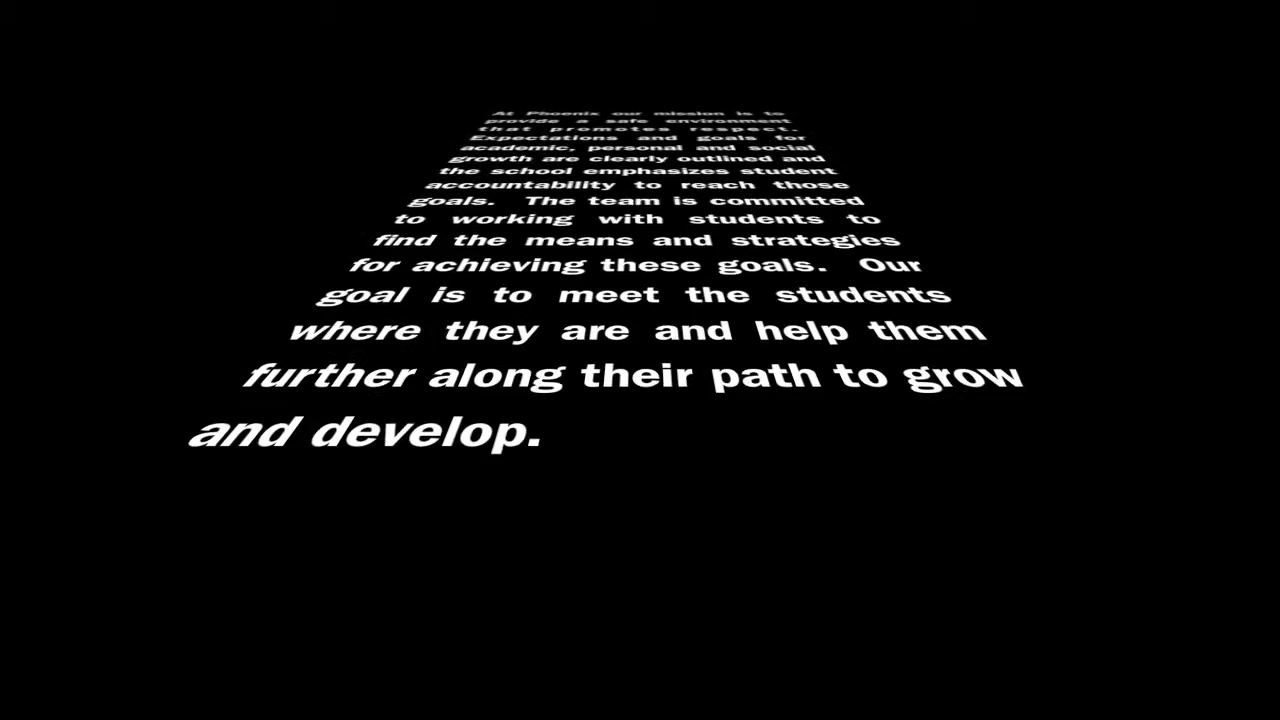 At Phoenix our mission is to
provide a safe environment
that promotes respect.
Expectations and goals for
academic, personal and social
growth are clearly outlined and
the school emphasizes student
accountability to reach those
goals. The team is committed
to working with students to
find the means and strategies
for achieving these goals. Our
goal is to meet the students
where they are and help them
further along their path to grow
and develop.